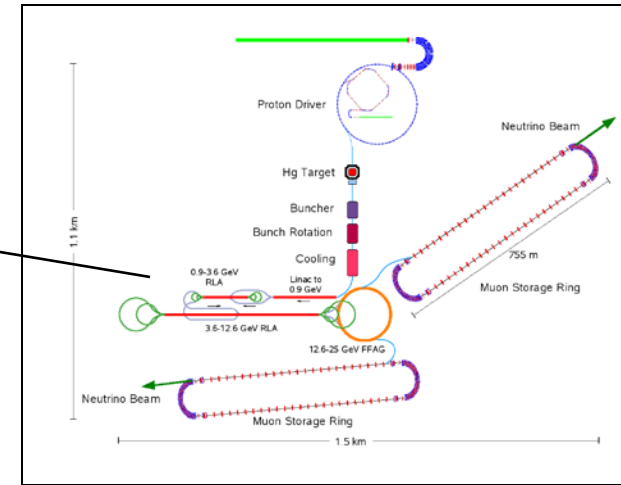 Proton Driver
Neutrino Beam
Hg Target
Buncher
Bunch Rotation
1.1 km
Cooling
755 m
0.9-3.6 GeV
RLA
Linac to
0.9 GeV
Muon Storage Ring
3.6-12.6 GeV RLA
12.6-25 GeV FFAG
Neutrino Beam
Muon Storage Ring
1.5 km